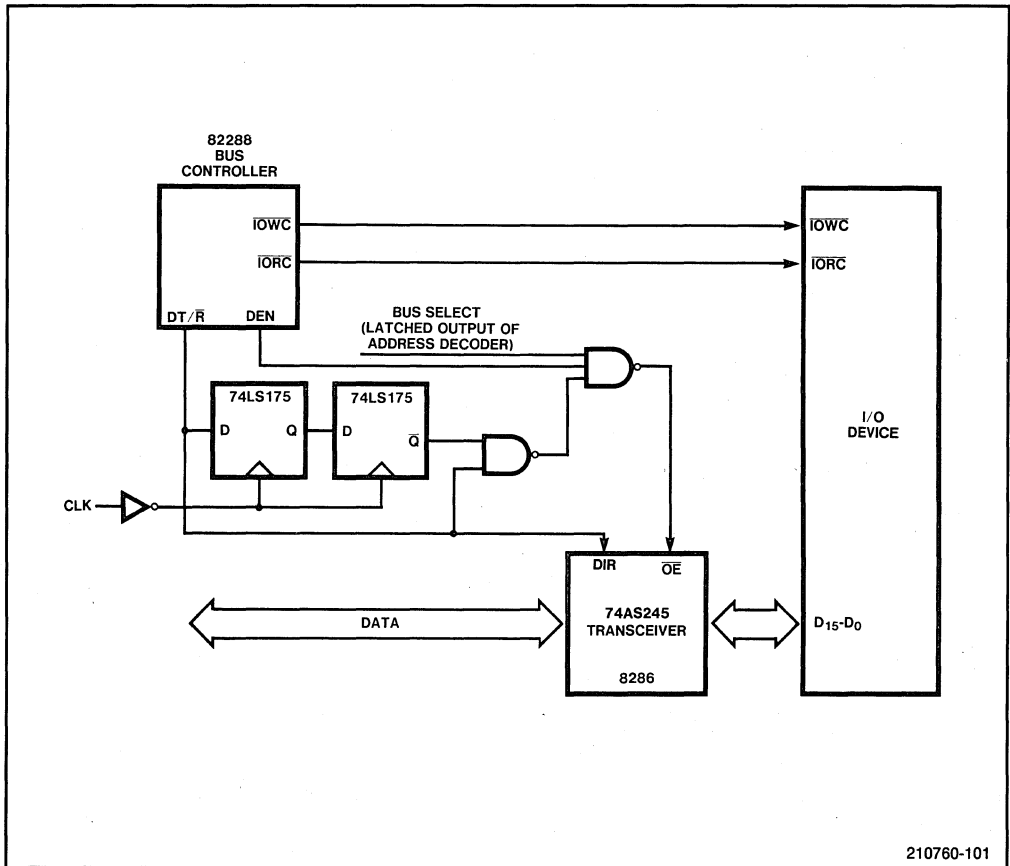 82288
BUS
CONTROLLER
IOWC
IOWC
IORC
IORC
DT/R
DEN
BUS SELECT
(LATCHED OUTPUT OF
ADDRESS DECODER)
74LS175
74LS175
D
Q
D
Q
I/O
DEVICE
CLK
DIR
OE
74AS245
TRANSCEIVER
DATA
D₁₅-D₀
8286
210760-101